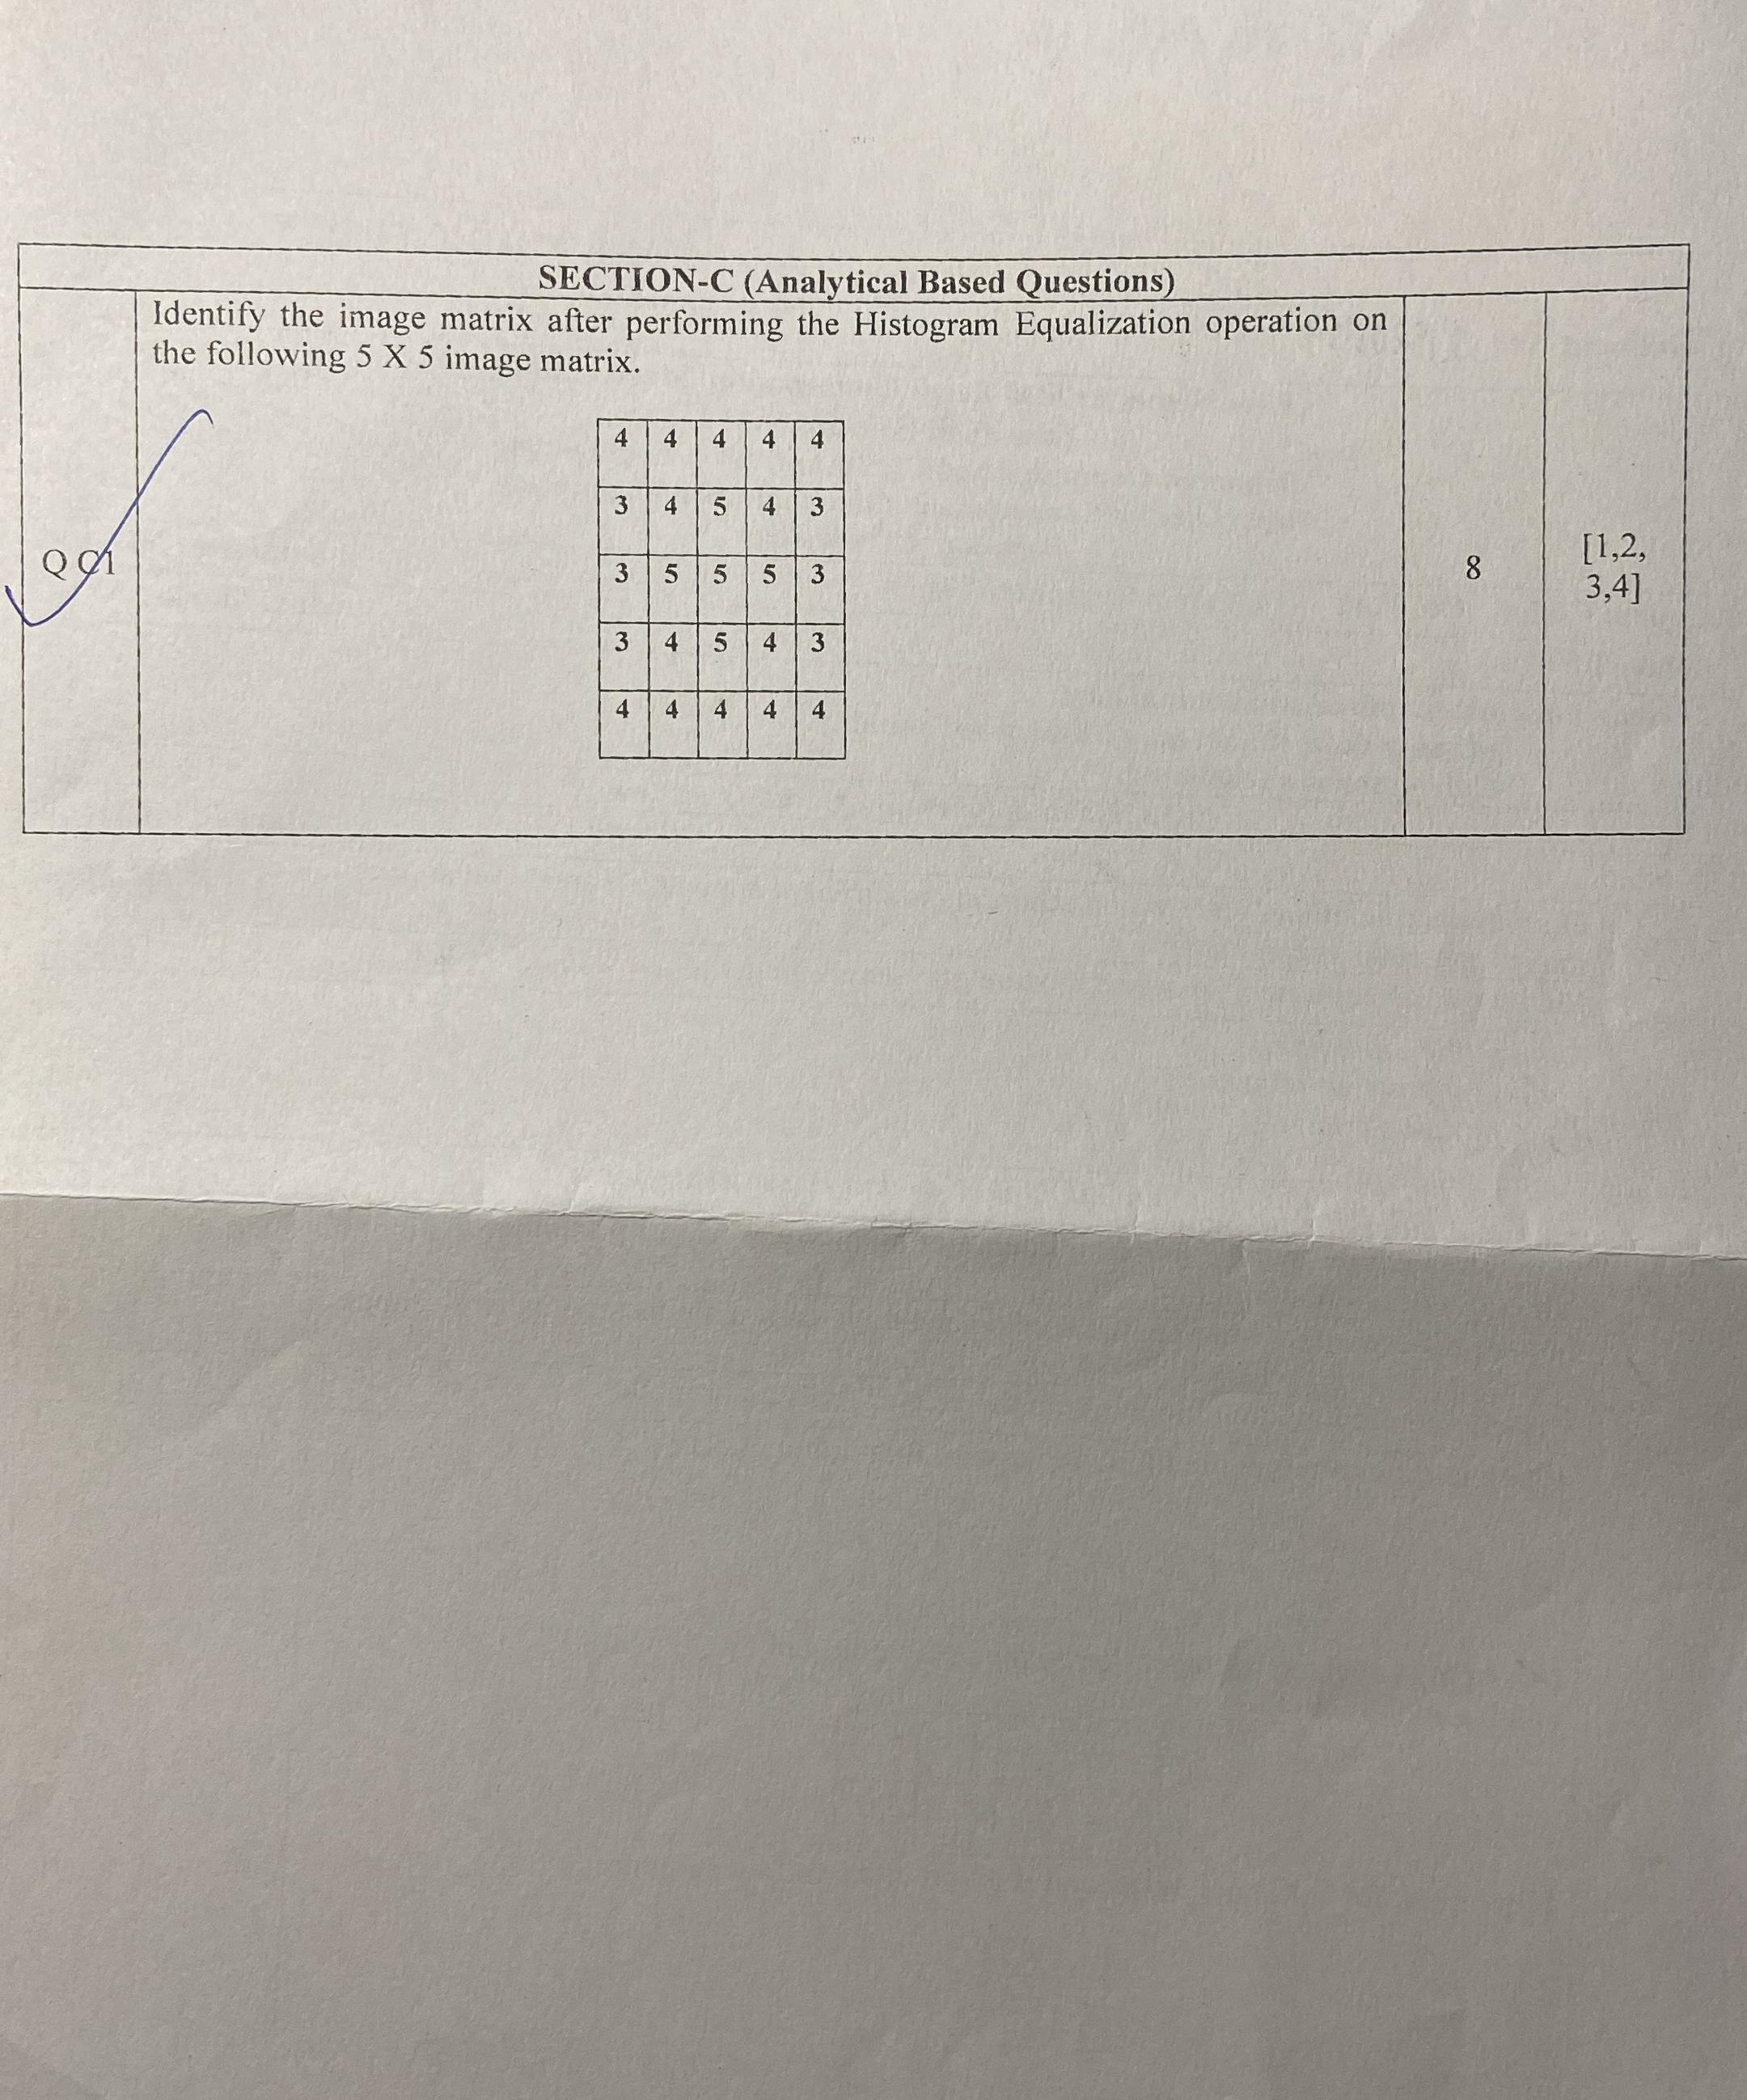 SECTION-C (Analytical Based Questions)
Identify the image matrix after performing the Histogram Equalization operation on
the following 5 X 5 image matrix.
4 4 4 4 4
3 4 5 4 3
Q C1
3 5 5 5 3
8
[1,2,
3,4]
3 4 5 4 3
4 4 4 4 4